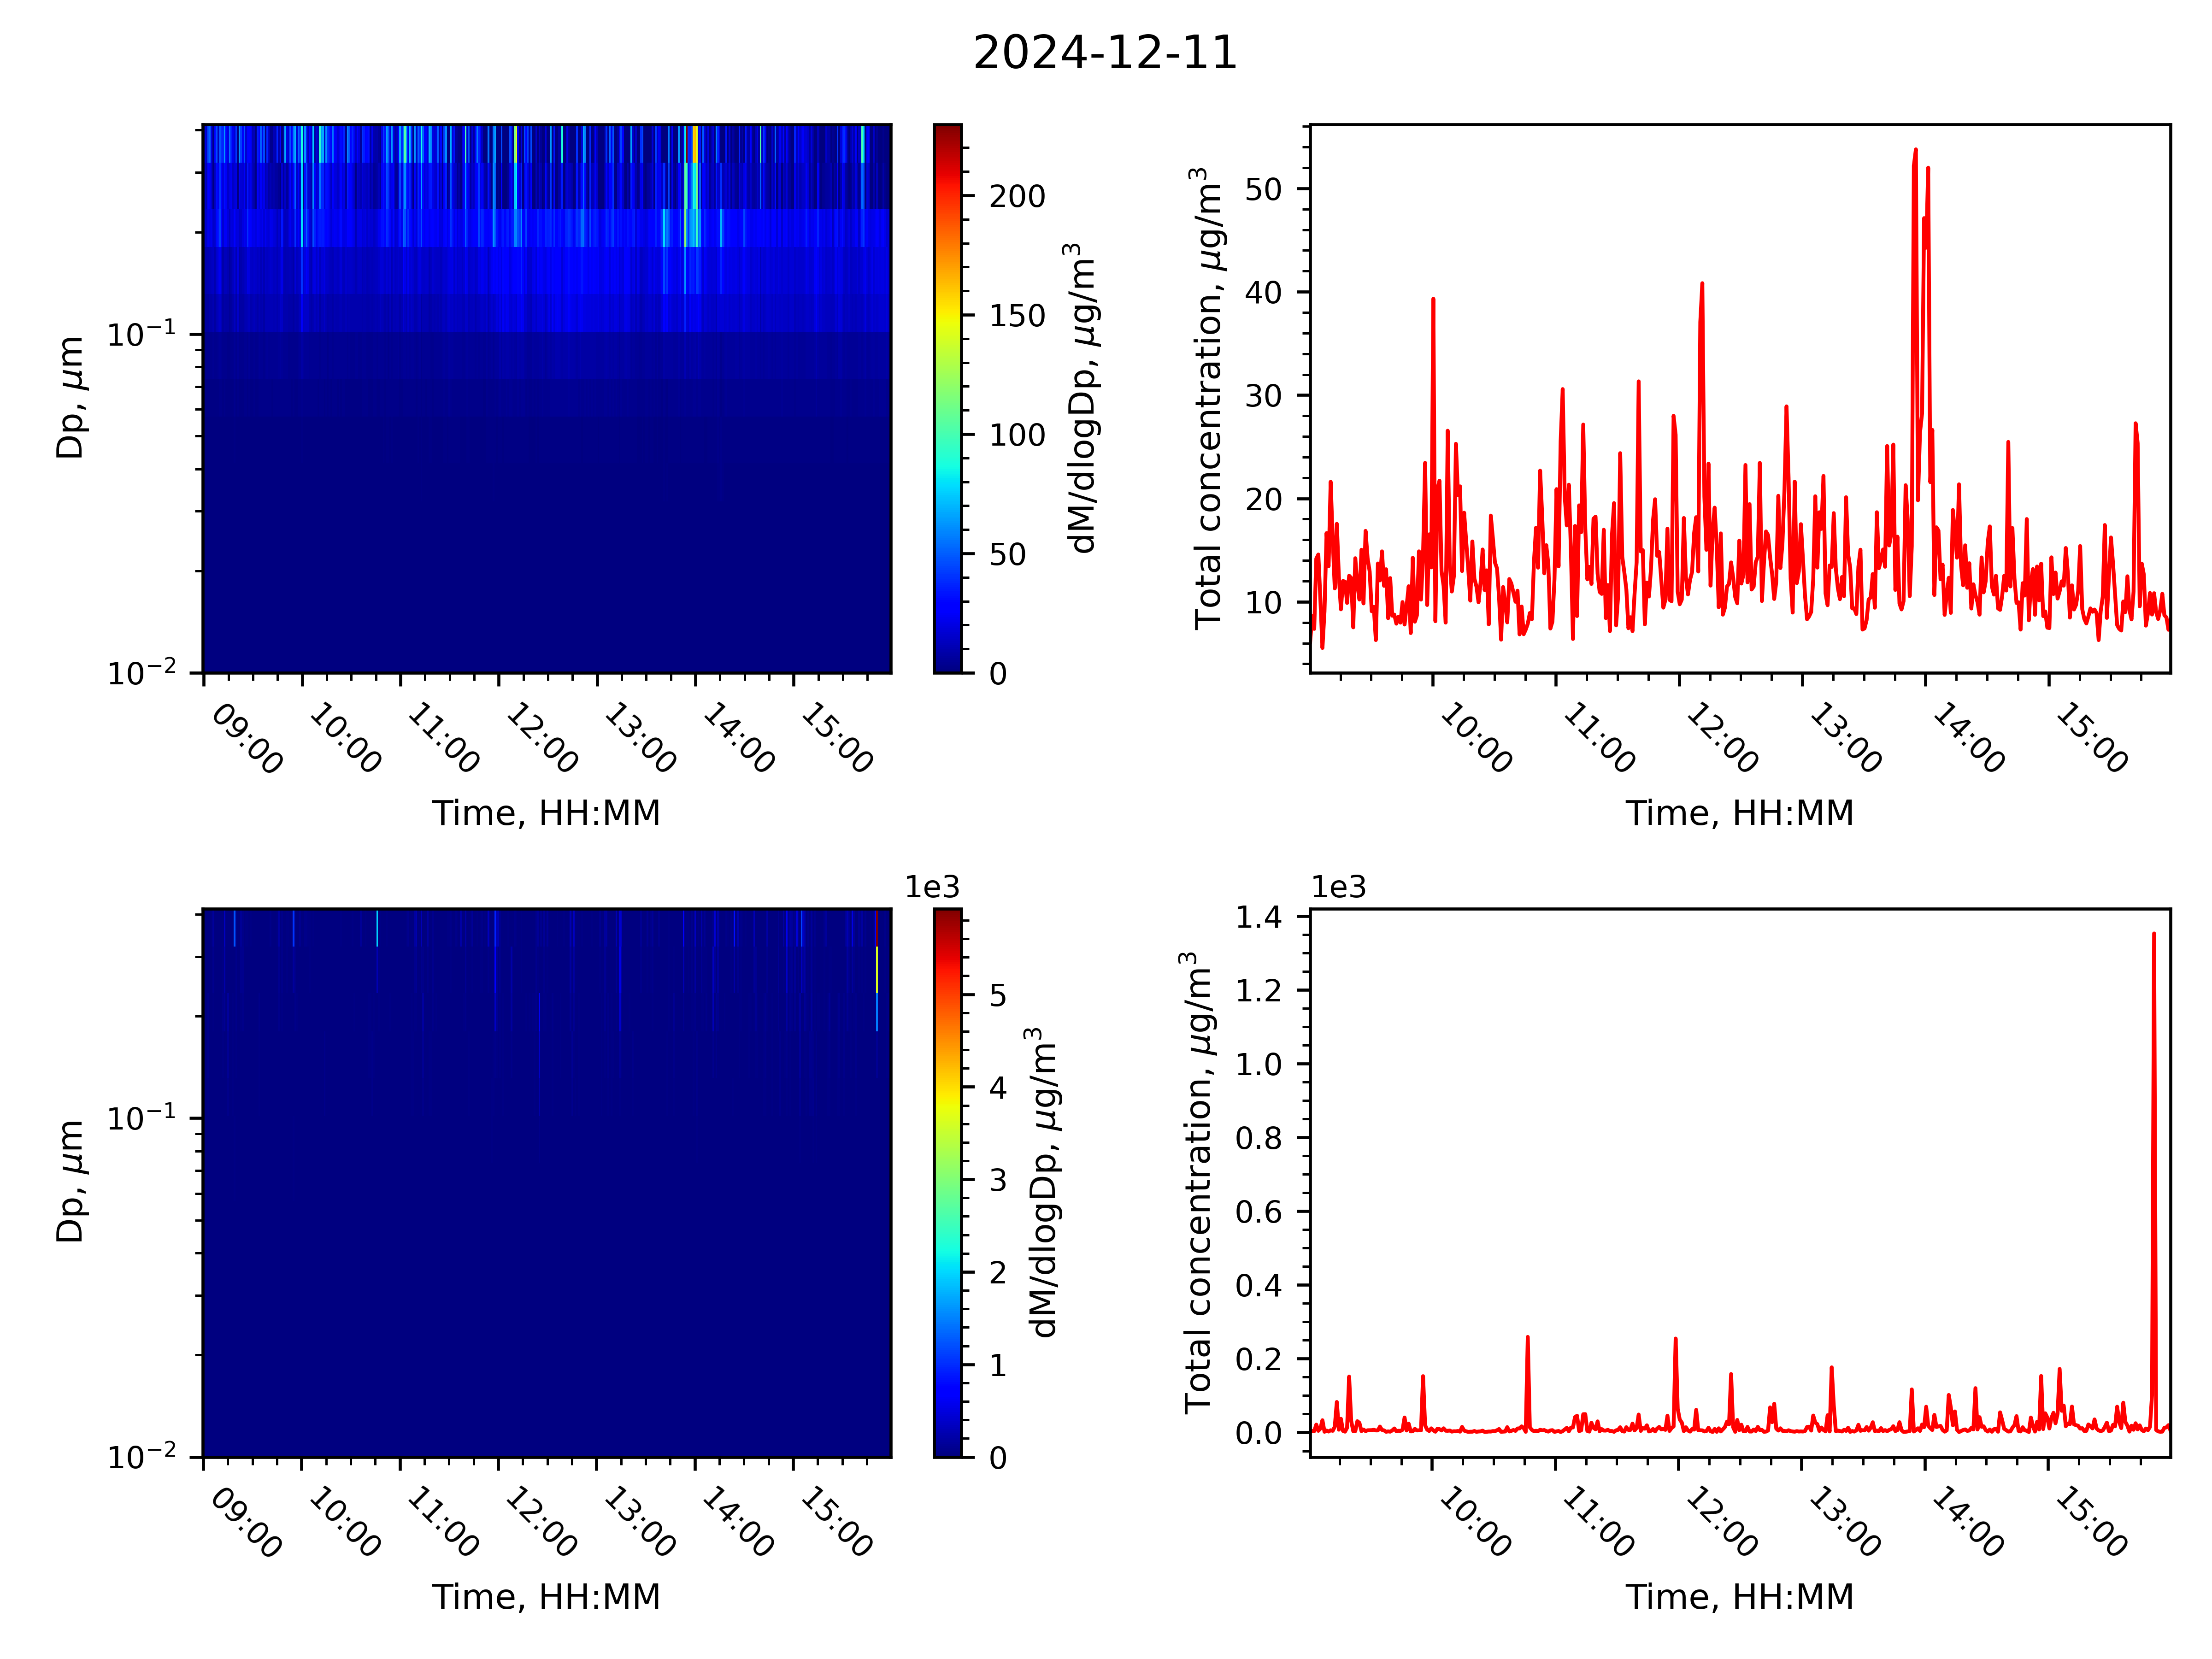 2024-12-11
Dp, μm
10⁻¹
10⁻²
09:00 10:00 11:00 12:00 13:00 14:00 15:00
Time, HH:MM
200
150
100
50
0
dM/dlogDp, μg/m³
Total concentration, μg/m³
50
40
30
20
10
10:00 11:00 12:00 13:00 14:00 15:00
Time, HH:MM
Dp, μm
10⁻¹
10⁻²
09:00 10:00 11:00 12:00 13:00 14:00 15:00
Time, HH:MM
1e3
5
4
3
2
1
0
dM/dlogDp, μg/m³
Total concentration, μg/m³
1e3
1.4
1.2
1.0
0.8
0.6
0.4
0.2
0.0
10:00 11:00 12:00 13:00 14:00 15:00
Time, HH:MM